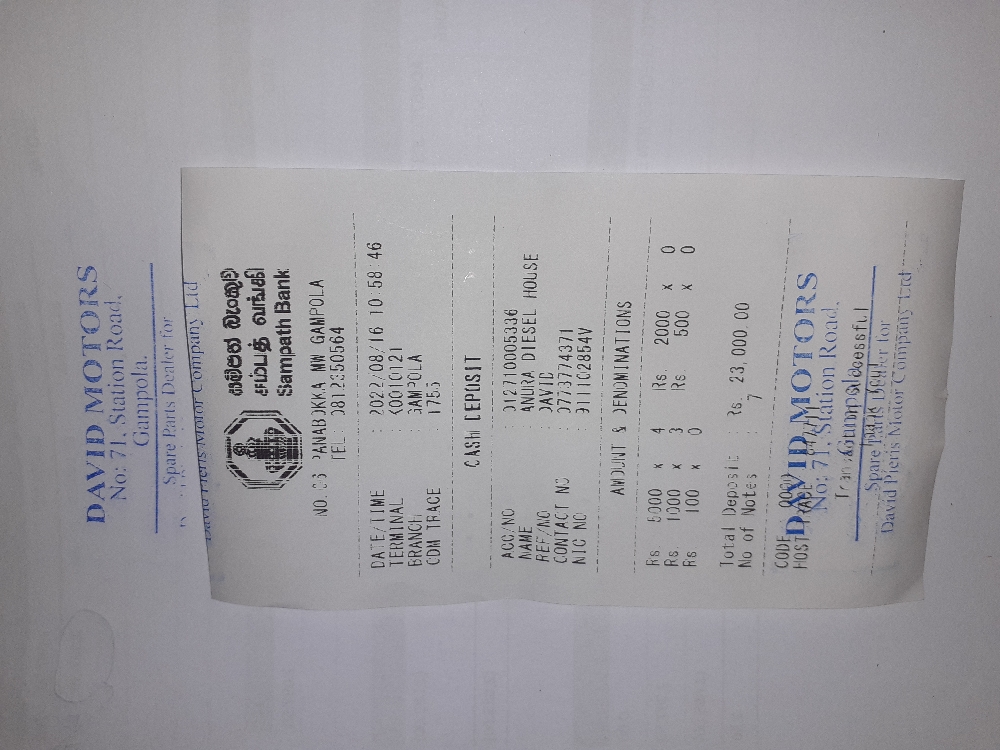 DAVID MOTORS
No: 71, Station Road,
Gampola.
Spare Parts Dealer for
David Pieris Motor Company Ltd
සම්පත් බැංකුව
சம்பத் வங்கி
Sampath Bank
PANABOKKA MW GAMPOLA
TEL : 0812350564
DATE/TIME : 2022/08/16 10 58 46
TERMINAL : K0010121
BRANCH : GAMPOLA
CDM TRACE :
CASH DEPOSIT
ACC/NO : 012710005336
NAME : ANURA DIESEL HOUSE
REF/NO : DAVID
CONTACT NO : 0773774371
NIC NO : 911102854V
AMOUNT & DENOMINATIONS
Rs 5000 x 4 Rs. 2000 x 0
Rs 1000 x 3 Rs 500 x 0
Rs 100 x 0
Total Deposit Rs. 23,000.00
No of Notes 7
CODE
HOST
DAVID MOTORS
No: 71, Station Road,
Gampola.
Spare Parts Dealer for
David Pieris Motor Company Ltd